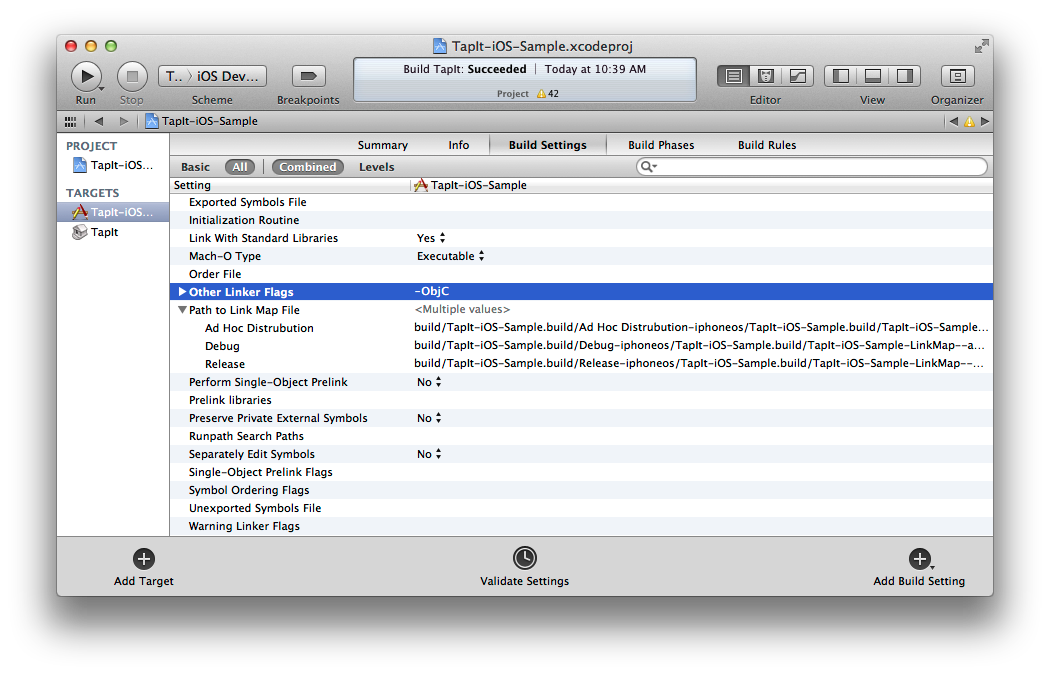 TapIt-iOS-Sample.xcodeproj
Run
Stop
T... iOS Dev...
Scheme
Breakpoints
Build TapIt: Succeeded | Today at 10:39 AM
Project 42
Editor
View
Organizer
TapIt-iOS-Sample
PROJECT
TapIt-iOS...
TARGETS
TapIt-iOS...
TapIt
Summary Info Build Settings Build Phases Build Rules
Basic All Combined Levels
Setting TapIt-iOS-Sample
Exported Symbols File
Initialization Routine
Link With Standard Libraries Yes
Mach-O Type Executable
Order File
Other Linker Flags -ObjC
Path to Link Map File <Multiple values>
Ad Hoc Distrubution build/TapIt-iOS-Sample.build/Ad Hoc Distrubution-iphoneos/TapIt-iOS-Sample.build/TapIt-iOS-Sample...
Debug build/TapIt-iOS-Sample.build/Debug-iphoneos/TapIt-iOS-Sample.build/TapIt-iOS-Sample-LinkMap--a...
Release build/TapIt-iOS-Sample.build/Release-iphoneos/TapIt-iOS-Sample.build/TapIt-iOS-Sample-LinkMap--...
Perform Single-Object Prelink No
Prelink libraries
Preserve Private External Symbols No
Runpath Search Paths
Separately Edit Symbols No
Single-Object Prelink Flags
Symbol Ordering Flags
Unexported Symbols File
Warning Linker Flags
Add Target
Validate Settings
Add Build Setting